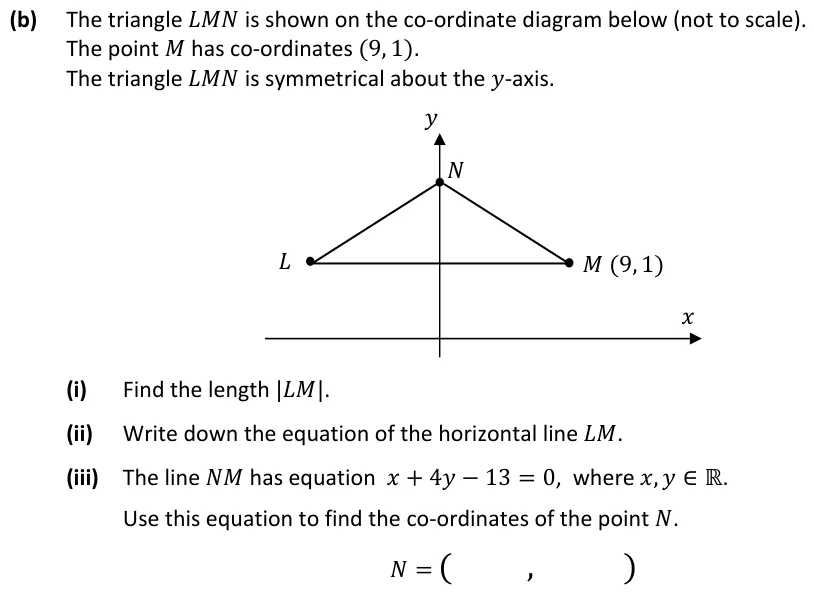 (b) The triangle LMN is shown on the co-ordinate diagram below (not to scale).
The point M has co-ordinates (9, 1).
The triangle LMN is symmetrical about the y-axis.
y
N
L
M (9, 1)
x
(i) Find the length |LM|.
(ii) Write down the equation of the horizontal line LM.
(iii) The line NM has equation x + 4y − 13 = 0, where x, y ∈ ℝ.
Use this equation to find the co-ordinates of the point N.
N = ( , )